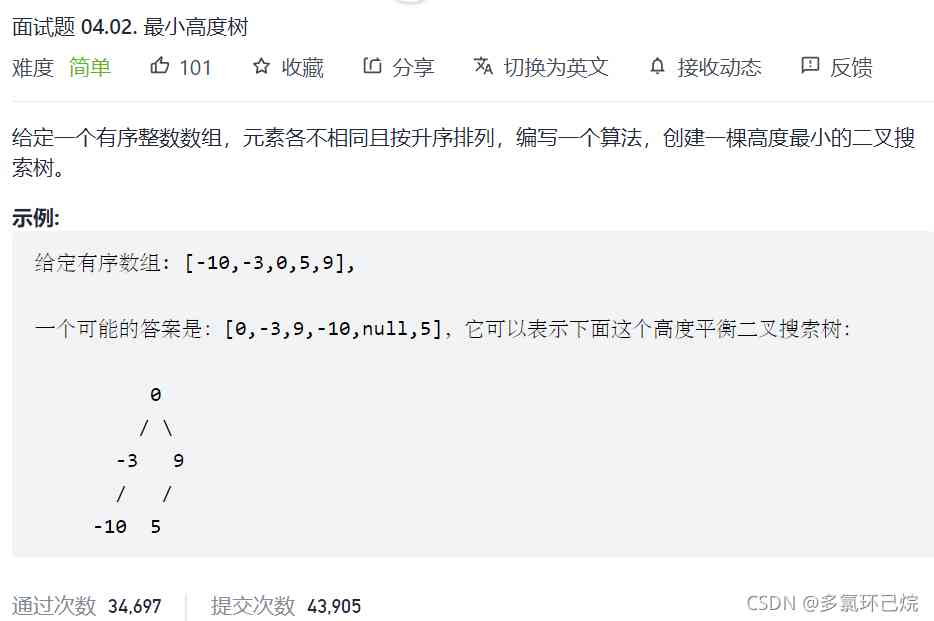 面试题 04.02. 最小高度树
难度 简单 101 收藏 分享 切换为英文 接收动态 反馈
给定一个有序整数数组，元素各不相同且按升序排列，编写一个算法，创建一棵高度最小的二叉搜
索树。
示例:
给定有序数组: [-10,-3,0,5,9],
一个可能的答案是：[0,-3,9,-10,null,5]，它可以表示下面这个高度平衡二叉搜索树：
0
/ \
-3 9
/ /
-10 5
通过次数 34,697 提交次数 43,905
CSDN @多氯环己烷